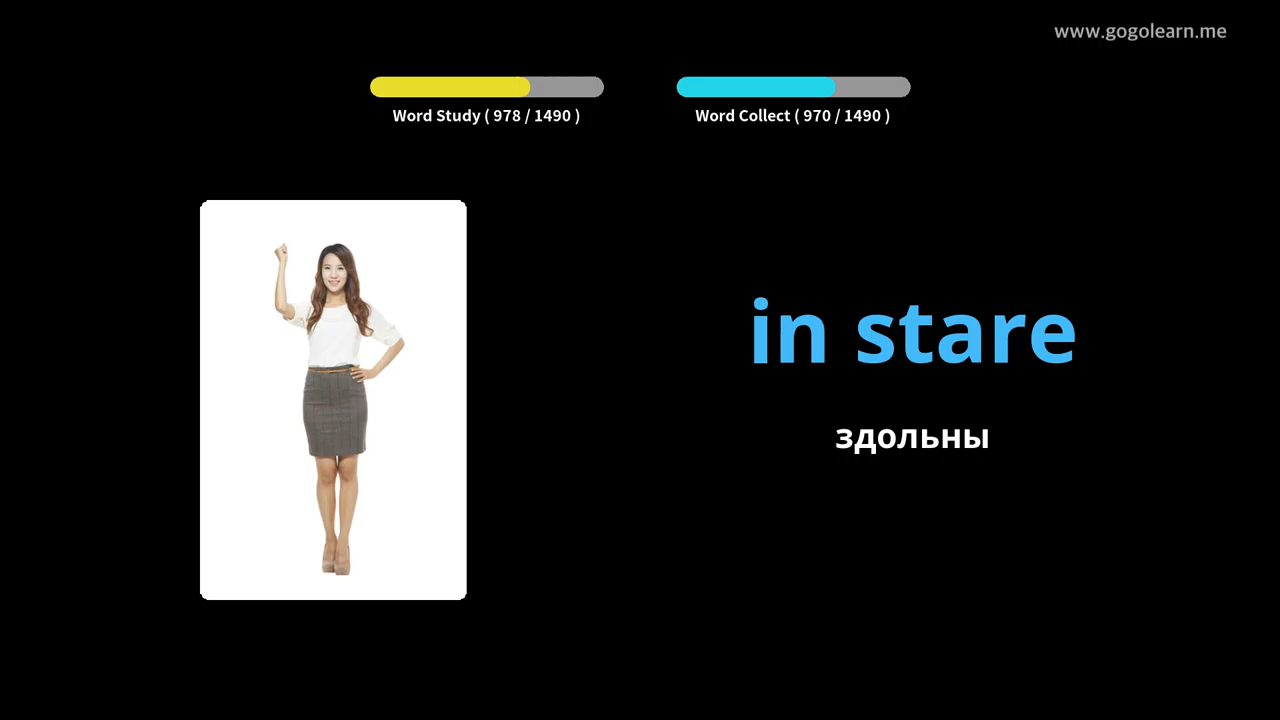 www.gogolearn.me
Word Study ( 978 / 1490 )
Word Collect ( 970 / 1490 )
in stare
здольны